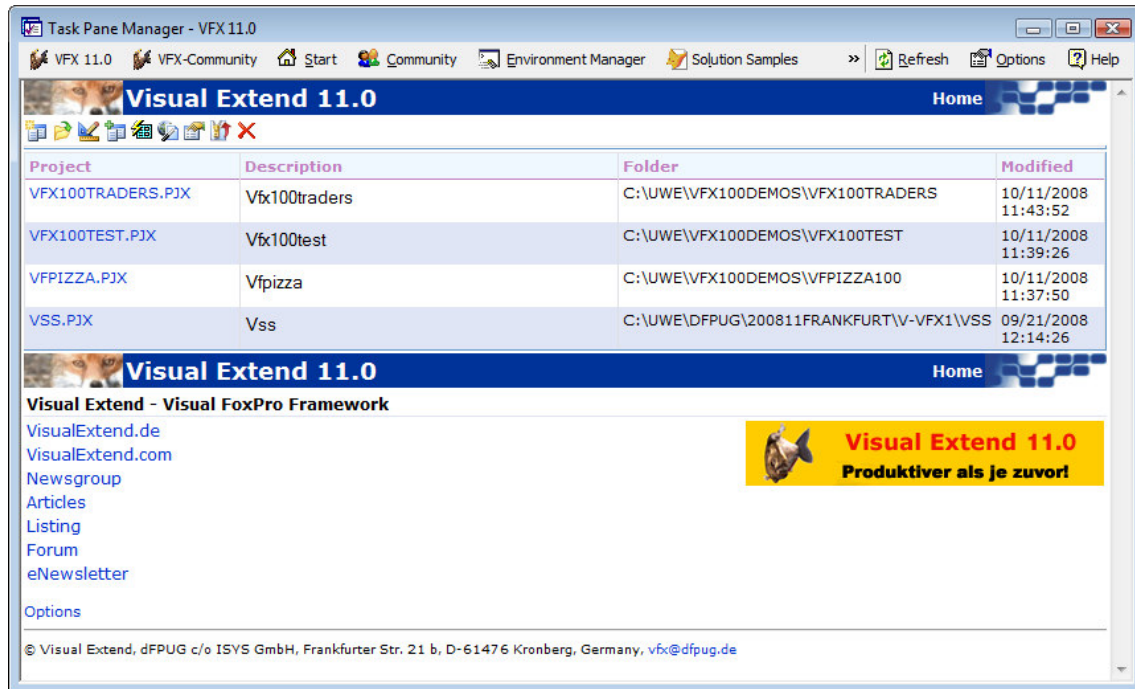 Task Pane Manager - VFX 11.0
VFX 11.0 VFX-Community Start Community Environment Manager Solution Samples » Refresh Options Help
Visual Extend 11.0 Home
Project Description Folder Modified
VFX100TRADERS.PJX Vfx100traders C:\UWE\VFX100DEMOS\VFX100TRADERS 10/11/2008
11:43:52
VFX100TEST.PJX Vfx100test C:\UWE\VFX100DEMOS\VFX100TEST 10/11/2008
11:39:26
VFPIZZA.PJX Vfpizza C:\UWE\VFX100DEMOS\VFPIZZA100 10/11/2008
11:37:50
VSS.PJX Vss C:\UWE\DFPUG\200811FRANKFURT\V-VFX1\VSS 09/21/2008
12:14:26
Visual Extend 11.0 Home
Visual Extend - Visual FoxPro Framework
VisualExtend.de
VisualExtend.com
Newsgroup
Articles
Listing
Forum
eNewsletter
Visual Extend 11.0
Produktiver als je zuvor!
Options
© Visual Extend, dFPUG c/o ISYS GmbH, Frankfurter Str. 21 b, D-61476 Kronberg, Germany, vfx@dfpug.de